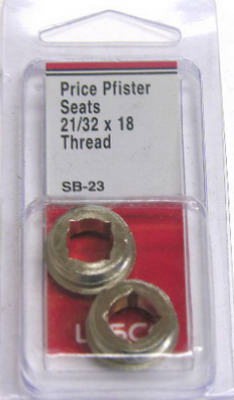 Price Pfister
Seats
21/32 x 18
Thread
SB-23